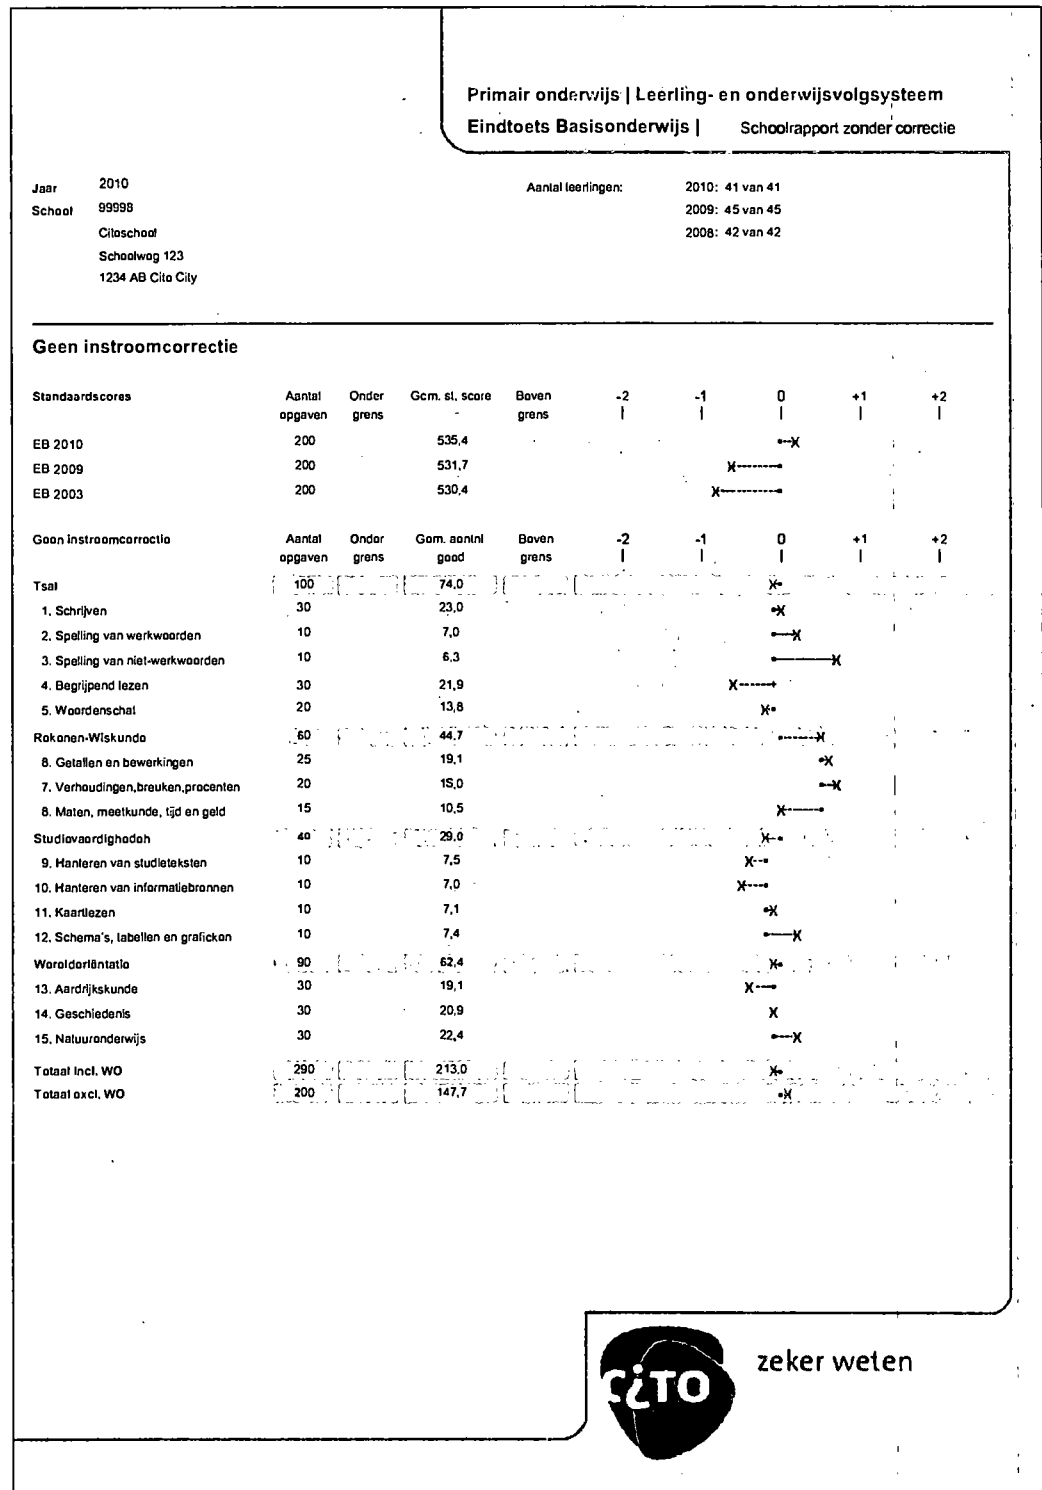 Primair onderwijs | Leerling- en onderwijsvolgsysteem
Eindtoets Basisonderwijs | Schoolrapport zonder correctie
Jaar 2010 Aantal leerlingen: 2010: 41 van 41
School 99998 2009: 45 van 45
Citoschool 2008: 42 van 42
Schoolweg 123
1234 AB Cito City
Geen instroomcorrectie
Standaardscores Aantal Onder Gem. st. score Boven -2 -1 0 +1 +2
opgaven grens grens
EB 2010 200 535,4
EB 2009 200 531,7
EB 2003 200 530,4
Geen instroomcorrectie Aantal Onder Gem. aantal Boven -2 -1 0 +1 +2
opgaven grens goed grens
Taal 100 74,0
1. Schrijven 30 23,0
2. Spelling van werkwoorden 10 7,0
3. Spelling van niet-werkwoorden 10 6,3
4. Begrijpend lezen 30 21,9
5. Woordenschat 20 13,8
Rekenen-Wiskunde 60 44,7
8. Getallen en bewerkingen 25 19,1
7. Verhoudingen,breuken,procenten 20 15,0
8. Maten, meetkunde, tijd en geld 15 10,5
Studievaardigheden 40 29,0
9. Hanteren van studieteksten 10 7,5
10. Hanteren van informatiebronnen 10 7,0
11. Kaartlezen 10 7,1
12. Schema's, tabellen en grafieken 10 7,4
Wereldoriëntatie 90 62,4
13. Aardrijkskunde 30 19,1
14. Geschiedenis 30 20,9
15. Natuuronderwijs 30 22,4
Totaal incl. WO 290 213,0
Totaal excl. WO 200 147,7
zeker weten
CiTO